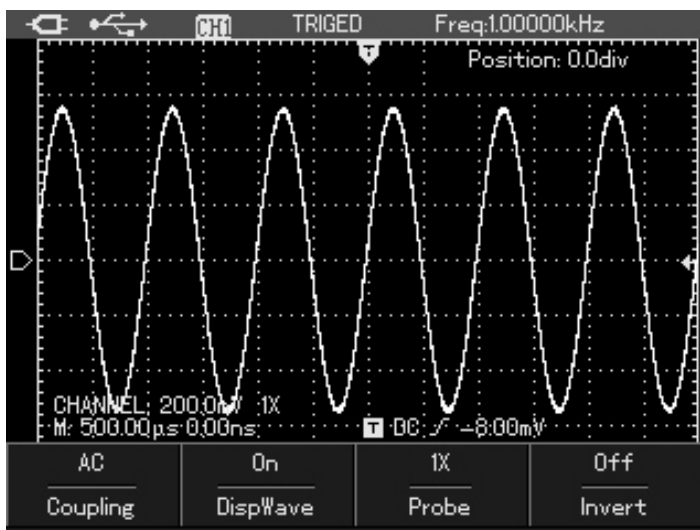 CH1 TRIGED Freq:1.00000kHz
T
Position: 0.0div
CHANNEL: 200.0mV 1X
M: 500.00µs 0.00ns T DC -8.00mV
AC On 1X Off
Coupling DispWave Probe Invert